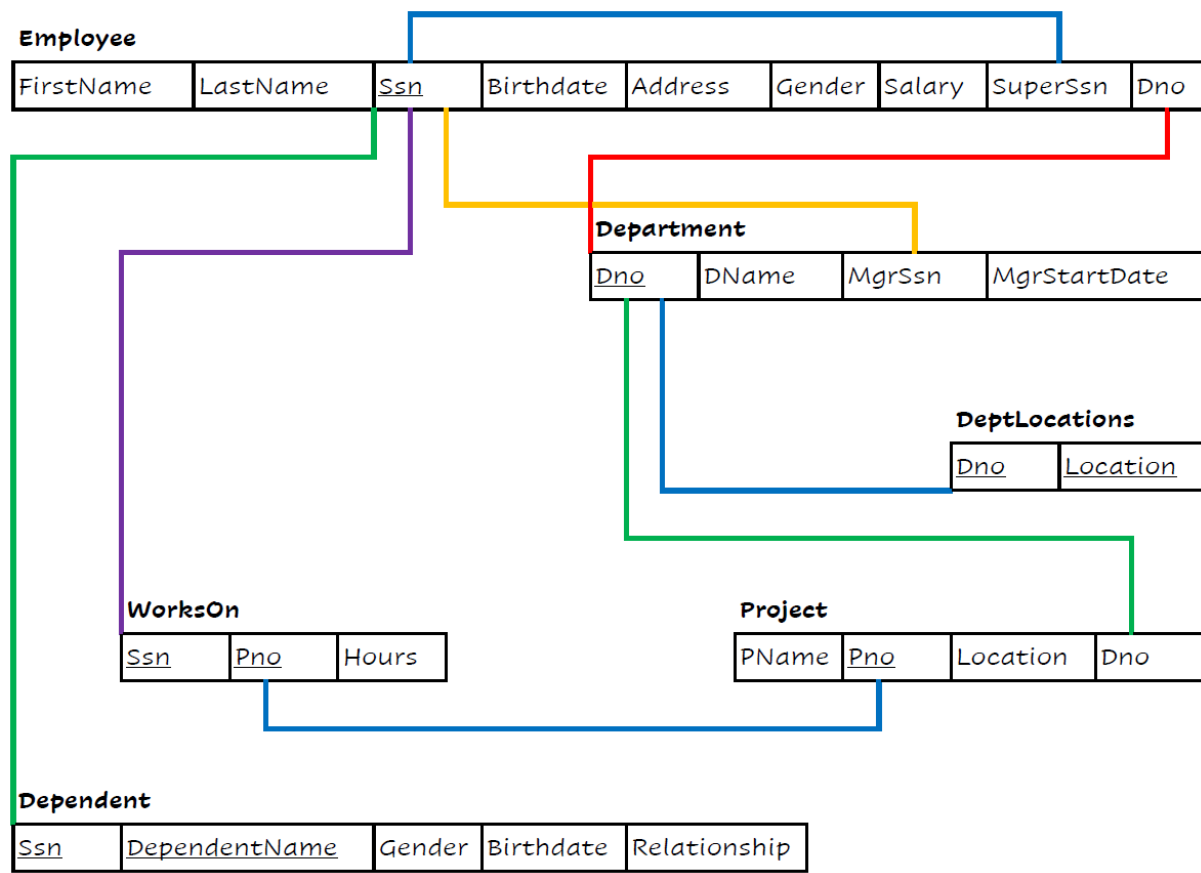 Employee
FirstName LastName Ssn Birthdate Address Gender Salary SuperSsn Dno
Department
Dno DName MgrSsn MgrStartDate
DeptLocations
Dno Location
WorksOn
Ssn Pno Hours
Project
PName Pno Location Dno
Dependent
Ssn DependentName Gender Birthdate Relationship